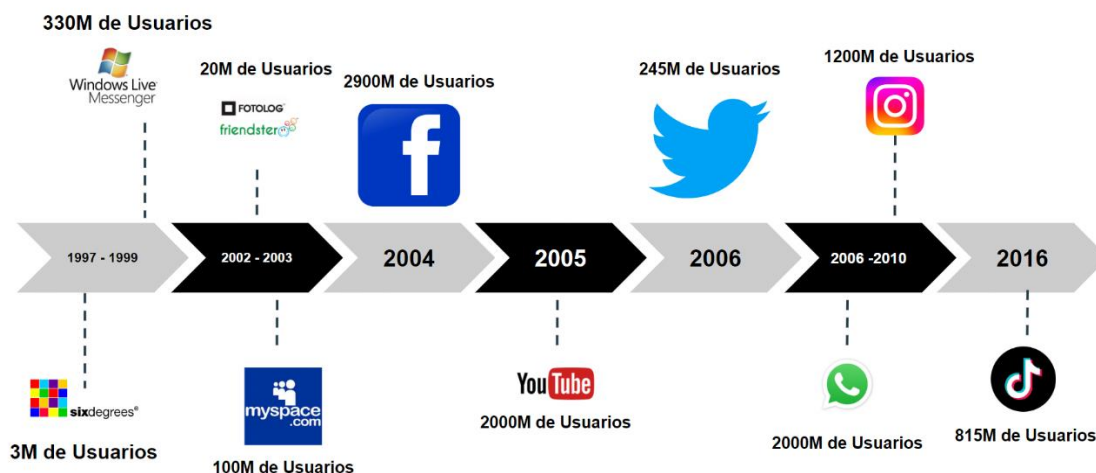 330M de Usuarios
Windows Live
Messenger
20M de Usuarios
FOTOLOG
friendster
2900M de Usuarios
f
245M de Usuarios
1200M de Usuarios
1997 - 1999
2002 - 2003
2004
2005
2006
2006 -2010
2016
sixdegrees®
3M de Usuarios
myspace
.com
100M de Usuarios
YouTube
2000M de Usuarios
2000M de Usuarios
815M de Usuarios